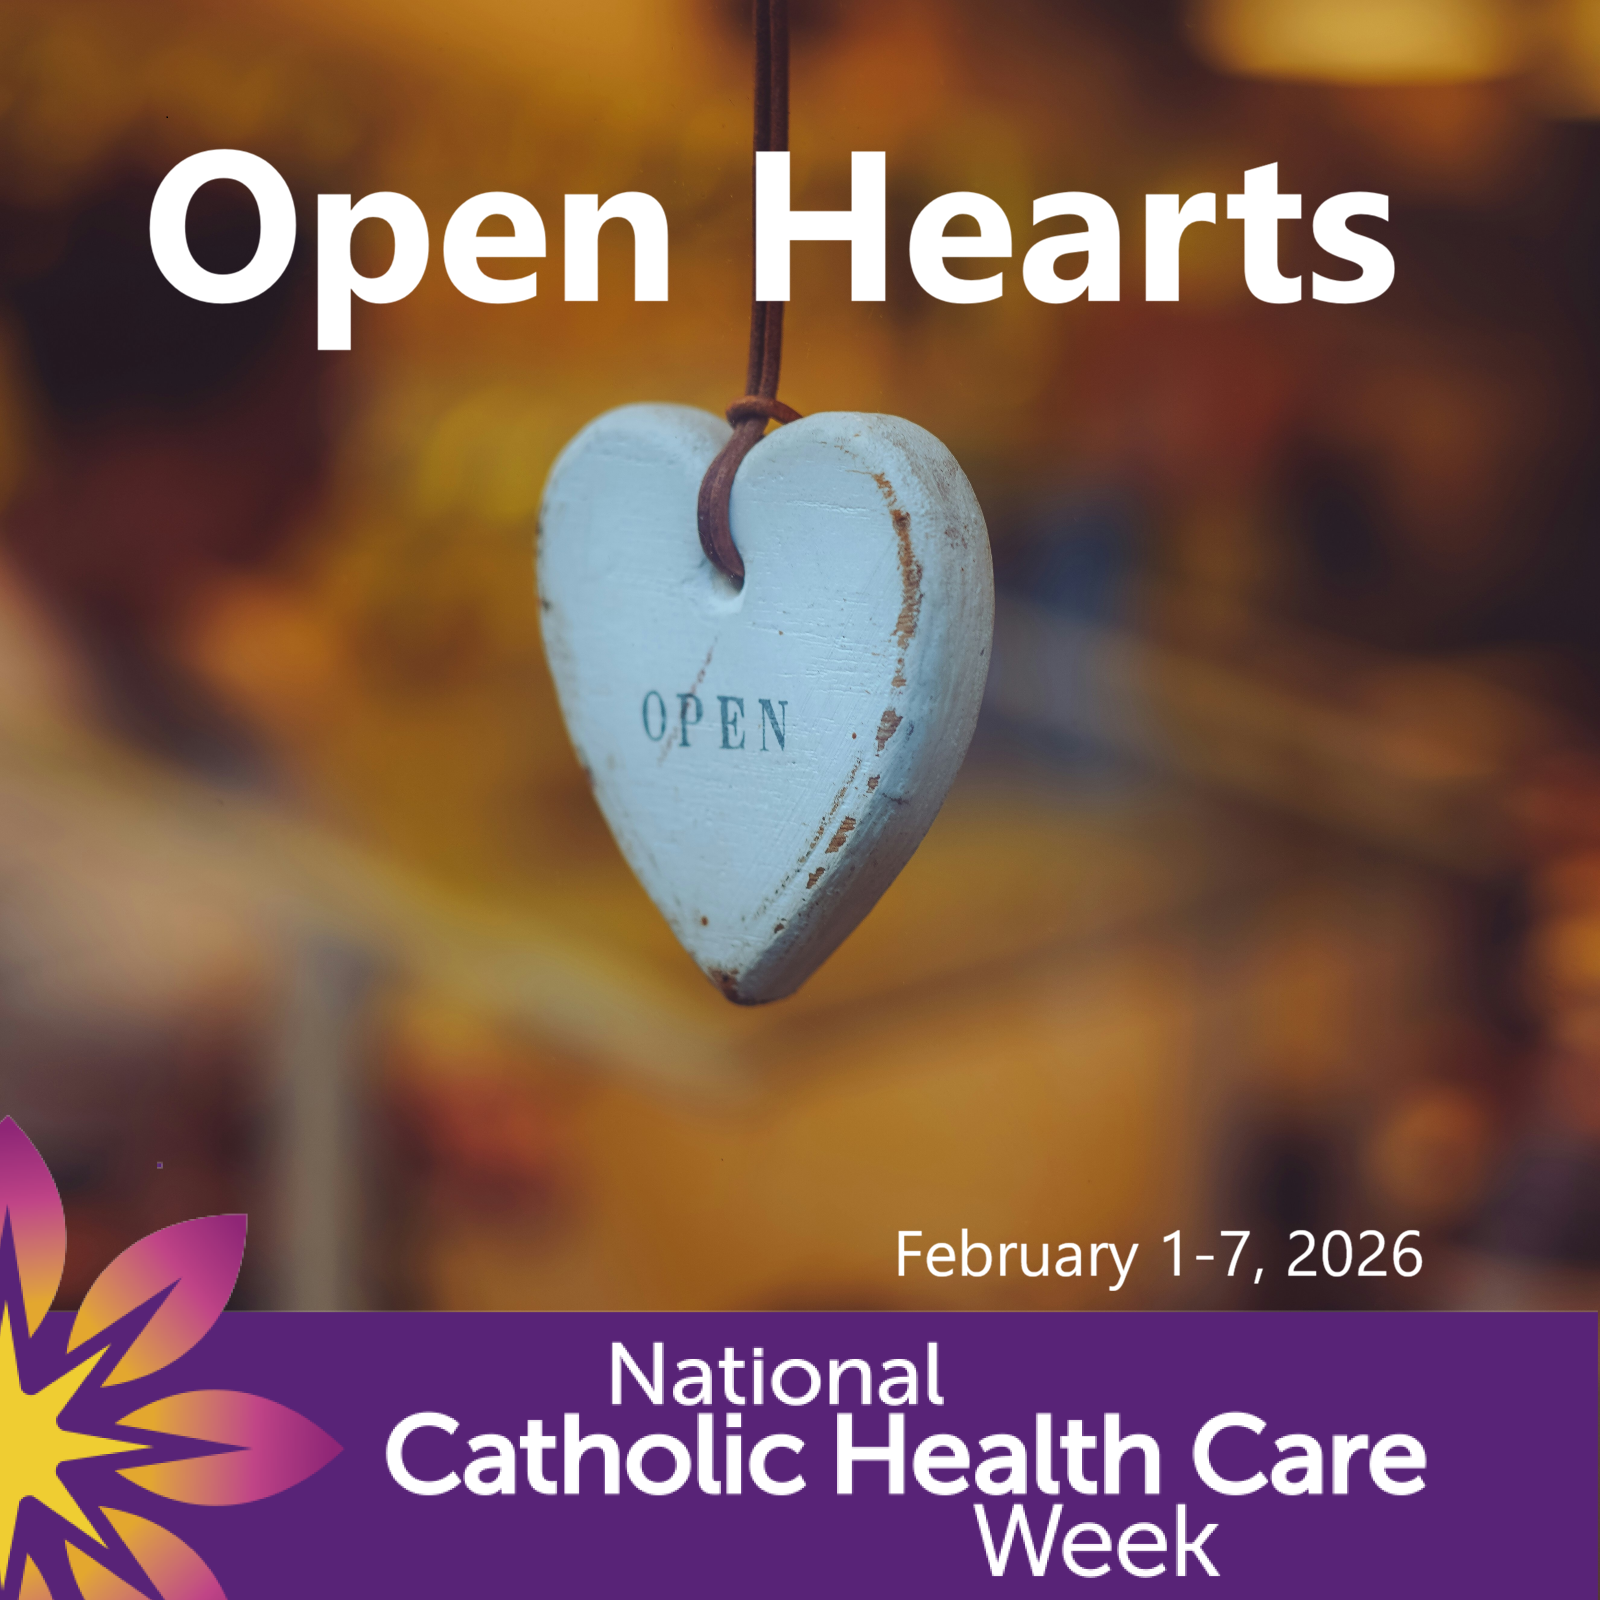 Open Hearts
OPEN
February 1-7, 2026
National
Catholic Health Care
Week